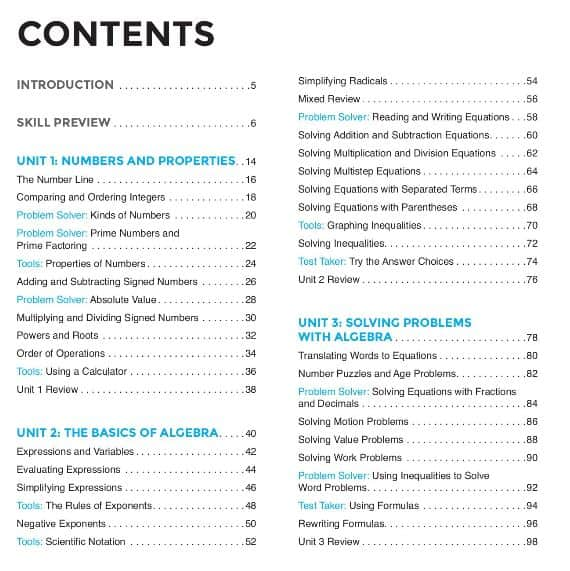 CONTENTS
INTRODUCTION . . . . . . . . . . . . . . . . . . . .5
SKILL PREVIEW . . . . . . . . . . . . . . . . . . . . .6
UNIT 1: NUMBERS AND PROPERTIES. . 14
The Number Line . . . . . . . . . . . . . . . . . . . . . . . 16
Comparing and Ordering Integers . . . . . . . . . . . . 18
Problem Solver: Kinds of Numbers . . . . . . . . . . . 20
Problem Solver: Prime Numbers and
Prime Factoring . . . . . . . . . . . . . . . . . . . . . . . 22
Tools: Properties of Numbers . . . . . . . . . . . . . . . 24
Adding and Subtracting Signed Numbers . . . . . . . 26
Problem Solver: Absolute Value . . . . . . . . . . . . . 28
Multiplying and Dividing Signed Numbers . . . . . . 30
Powers and Roots . . . . . . . . . . . . . . . . . . . . . . 32
Order of Operations . . . . . . . . . . . . . . . . . . . . . 34
Tools: Using a Calculator . . . . . . . . . . . . . . . . . . 36
Unit 1 Review . . . . . . . . . . . . . . . . . . . . . . . . . 38
UNIT 2: THE BASICS OF ALGEBRA. . . . . 40
Expressions and Variables . . . . . . . . . . . . . . . . . 42
Evaluating Expressions . . . . . . . . . . . . . . . . . . . 44
Simplifying Expressions . . . . . . . . . . . . . . . . . . 46
Tools: The Rules of Exponents . . . . . . . . . . . . . . 48
Negative Exponents . . . . . . . . . . . . . . . . . . . . . 50
Tools: Scientific Notation . . . . . . . . . . . . . . . . . . 52
Simplifying Radicals . . . . . . . . . . . . . . . . . . . . .54
Mixed Review . . . . . . . . . . . . . . . . . . . . . . . . .56
Problem Solver: Reading and Writing Equations . . .58
Solving Addition and Subtraction Equations. . . . . .60
Solving Multiplication and Division Equations . . . . .62
Solving Multistep Equations . . . . . . . . . . . . . . . .64
Solving Equations with Separated Terms . . . . . . . .66
Solving Equations with Parentheses . . . . . . . . . . .68
Tools: Graphing Inequalities . . . . . . . . . . . . . . . .70
Solving Inequalities. . . . . . . . . . . . . . . . . . . . . .72
Test Taker: Try the Answer Choices . . . . . . . . . . .74
Unit 2 Review . . . . . . . . . . . . . . . . . . . . . . . . .76
UNIT 3: SOLVING PROBLEMS
WITH ALGEBRA . . . . . . . . . . . . . . . . . . . . .78
Translating Words to Equations . . . . . . . . . . . . . .80
Number Puzzles and Age Problems. . . . . . . . . . . .82
Problem Solver: Solving Equations with Fractions
and Decimals . . . . . . . . . . . . . . . . . . . . . . . . .84
Solving Motion Problems . . . . . . . . . . . . . . . . . .86
Solving Value Problems . . . . . . . . . . . . . . . . . . .88
Solving Work Problems . . . . . . . . . . . . . . . . . . .90
Problem Solver: Using Inequalities to Solve
Word Problems. . . . . . . . . . . . . . . . . . . . . . . . .92
Test Taker: Using Formulas . . . . . . . . . . . . . . . . .94
Rewriting Formulas. . . . . . . . . . . . . . . . . . . . . .96
Unit 3 Review . . . . . . . . . . . . . . . . . . . . . . . . .98